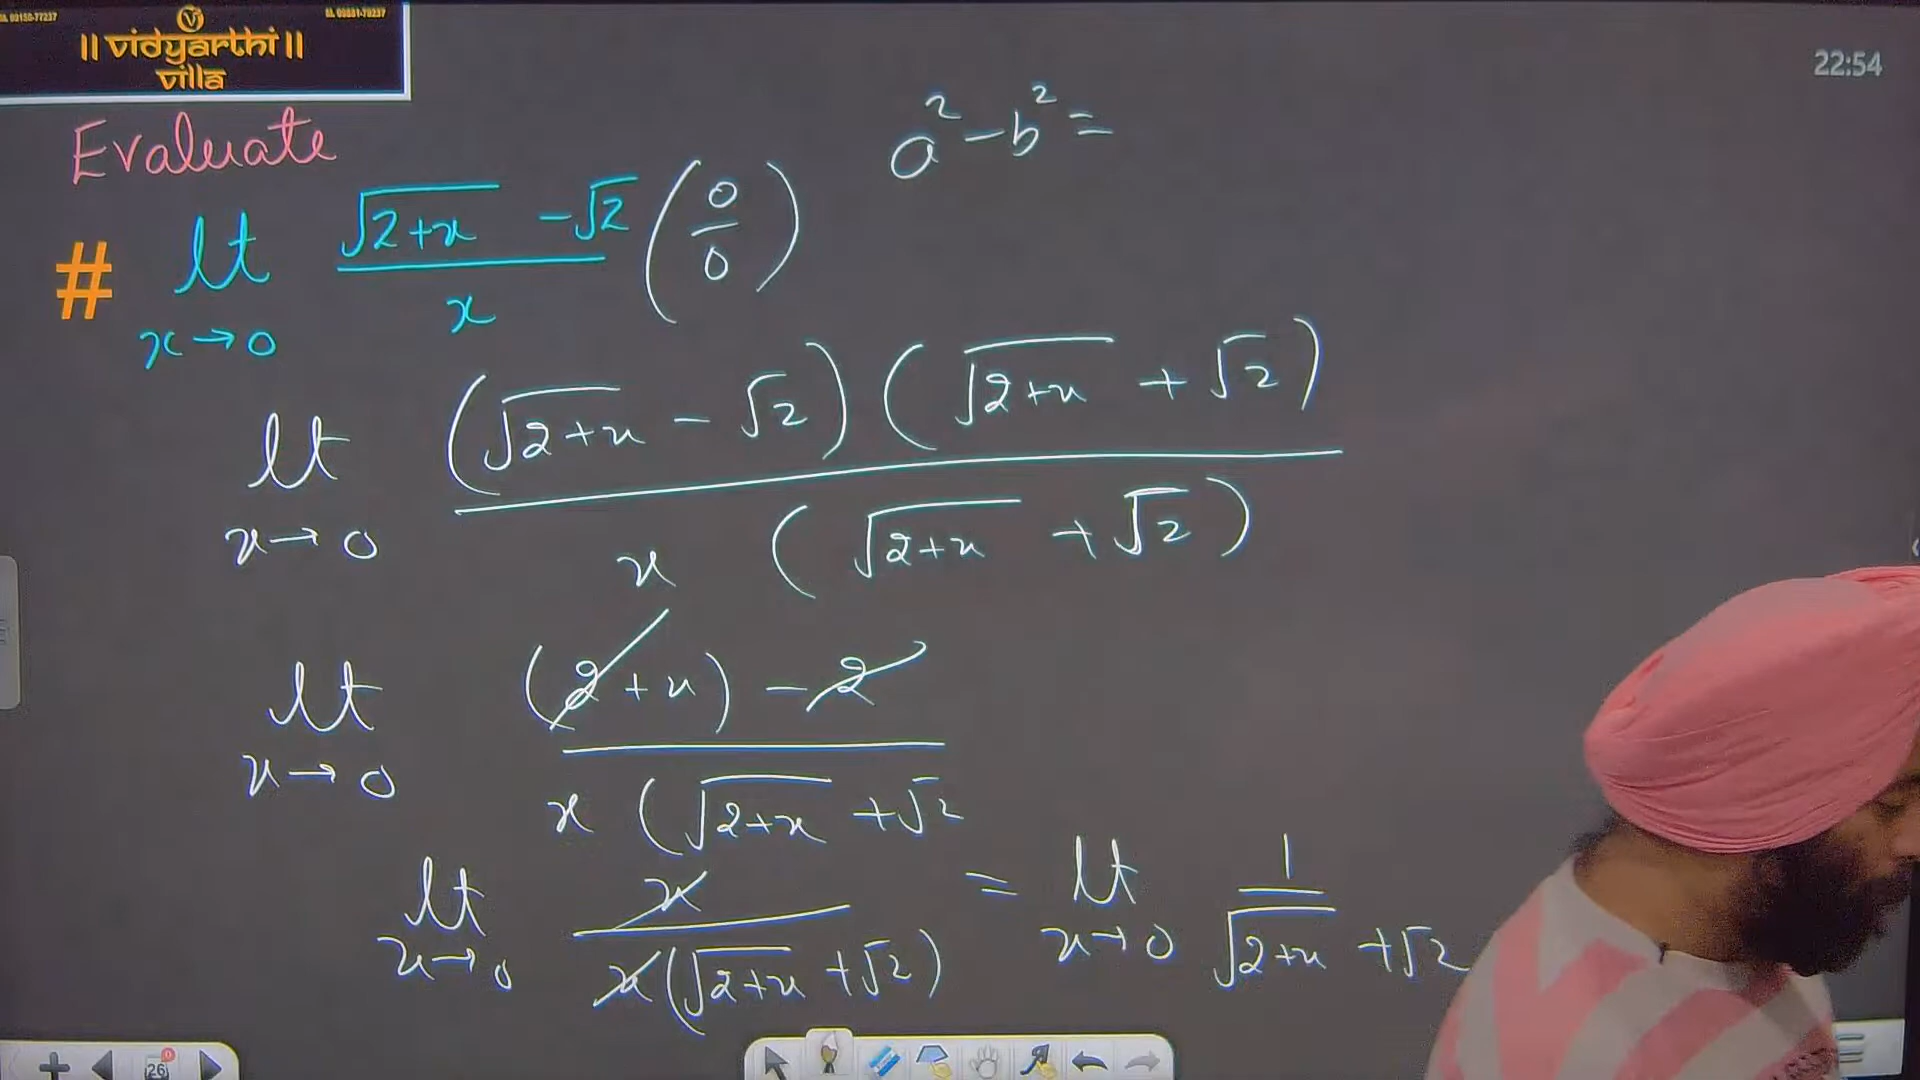 || vidyarthi ||
villa
22:54
Evaluate
a² - b² =
# lt x→0 (√(2+x) - √2)/x (0/0)
lt x→0 ((√(2+x) - √2)(√(2+x) + √2))/(x (√(2+x) + √2))
lt x→0 ((2+x) - 2)/(x (√(2+x) + √2
lt x→0 x/(x(√(2+x) + √2)) = lt x→0 1/(√(2+x) + √2
26